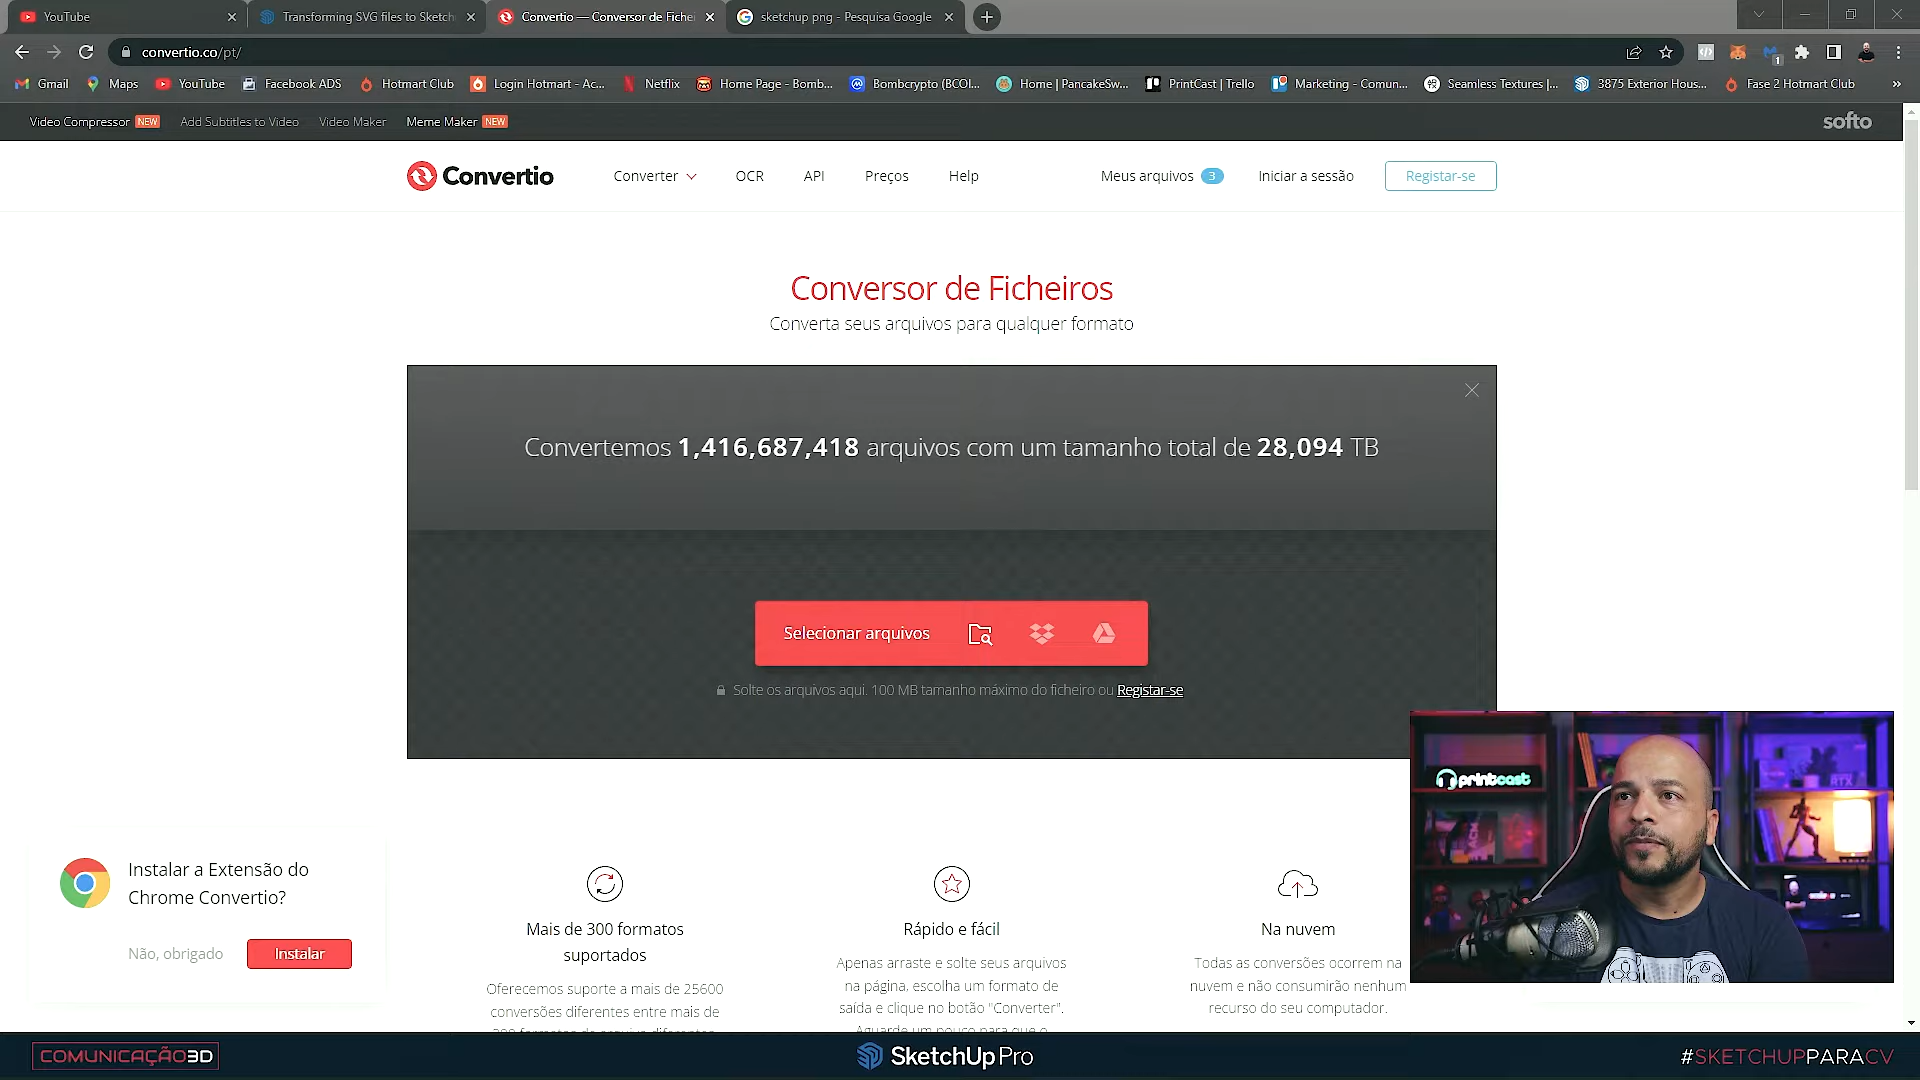 YouTube
Transforming SVG files to Sketch
Convertio — Conversor de Fichei
sketchup png - Pesquisa Google
convertio.co/pt/
1
Gmail
Maps
YouTube
Facebook ADS
Hotmart Club
Login Hotmart - Ac...
Netflix
Home Page - Bomb...
Bombcrypto (BCOI...
Home | PancakeSw...
PrintCast | Trello
Marketing - Comun...
Seamless Textures |...
3875 Exterior Hous...
Fase 2 Hotmart Club
»
Video Compressor NEW
Add Subtitles to Video
Video Maker
Meme Maker NEW
softo
Convertio
Converter
OCR
API
Preços
Help
Meus arquivos 3
Iniciar a sessão
Registar-se
Conversor de Ficheiros
Converta seus arquivos para qualquer formato
Convertemos 1,416,687,418 arquivos com um tamanho total de 28,094 TB
Selecionar arquivos
Solte os arquivos aqui. 100 MB tamanho máximo do ficheiro ou Registar-se
printcast
Instalar a Extensão do
Chrome Convertio?
Não, obrigado
Instalar
Mais de 300 formatos
suportados
Oferecemos suporte a mais de 25600
conversões diferentes entre mais de
Rápido e fácil
Apenas arraste e solte seus arquivos
na página, escolha um formato de
saída e clique no botão "Converter".
Aguarde um pouco para que o
Na nuvem
Todas as conversões ocorrem na
nuvem e não consumirão nenhum
recurso do seu computador.
COMUNICAÇÃO3D
SketchUp Pro
#SKETCHUPPARACV